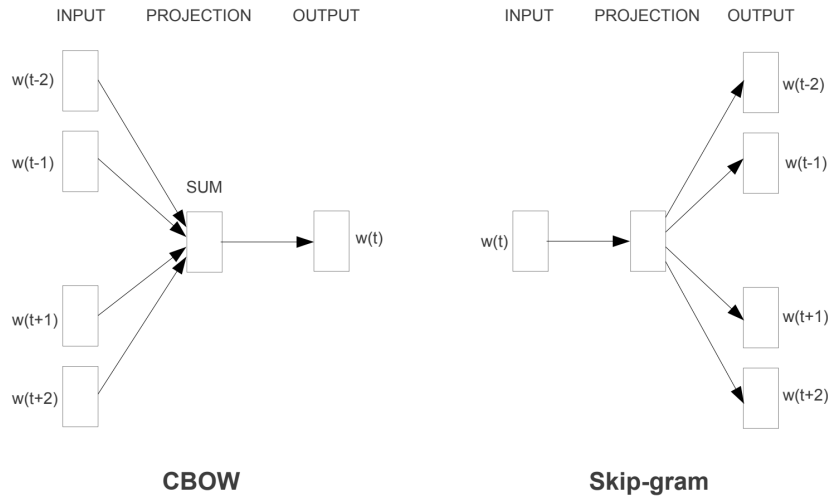 INPUT PROJECTION OUTPUT
w(t-2)
w(t-1)
SUM
w(t)
w(t+1)
w(t+2)
CBOW
INPUT PROJECTION OUTPUT
w(t-2)
w(t-1)
w(t)
w(t+1)
w(t+2)
Skip-gram